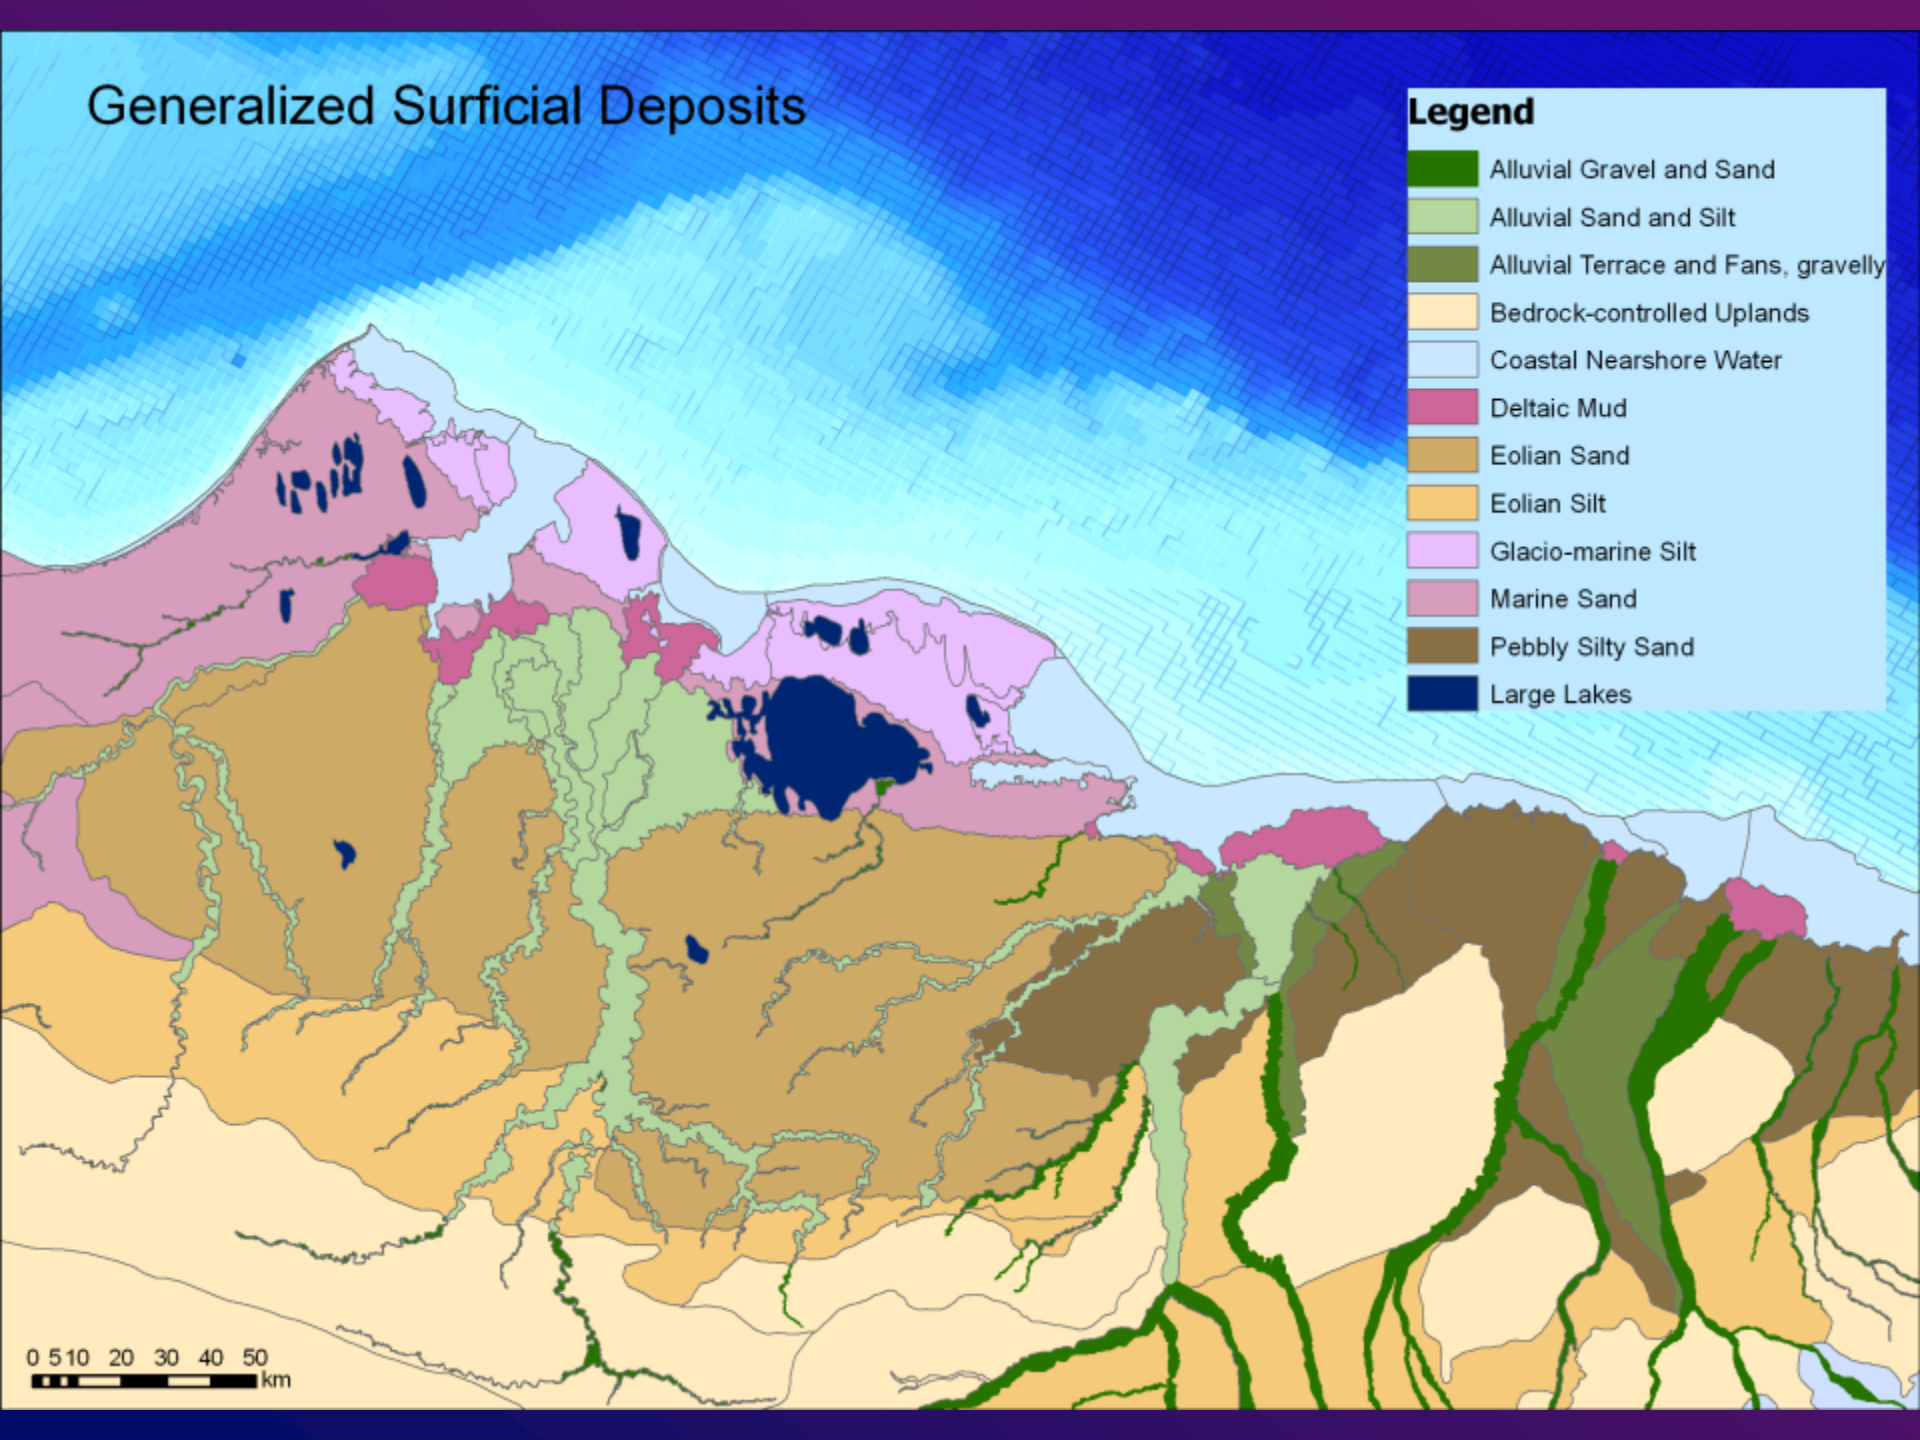 Generalized Surficial Deposits
Legend
Alluvial Gravel and Sand
Alluvial Sand and Silt
Alluvial Terrace and Fans, gravelly
Bedrock-controlled Uplands
Coastal Nearshore Water
Deltaic Mud
Eolian Sand
Eolian Silt
Glacio-marine Silt
Marine Sand
Pebbly Silty Sand
Large Lakes
0 5 10 20 30 40 50
km